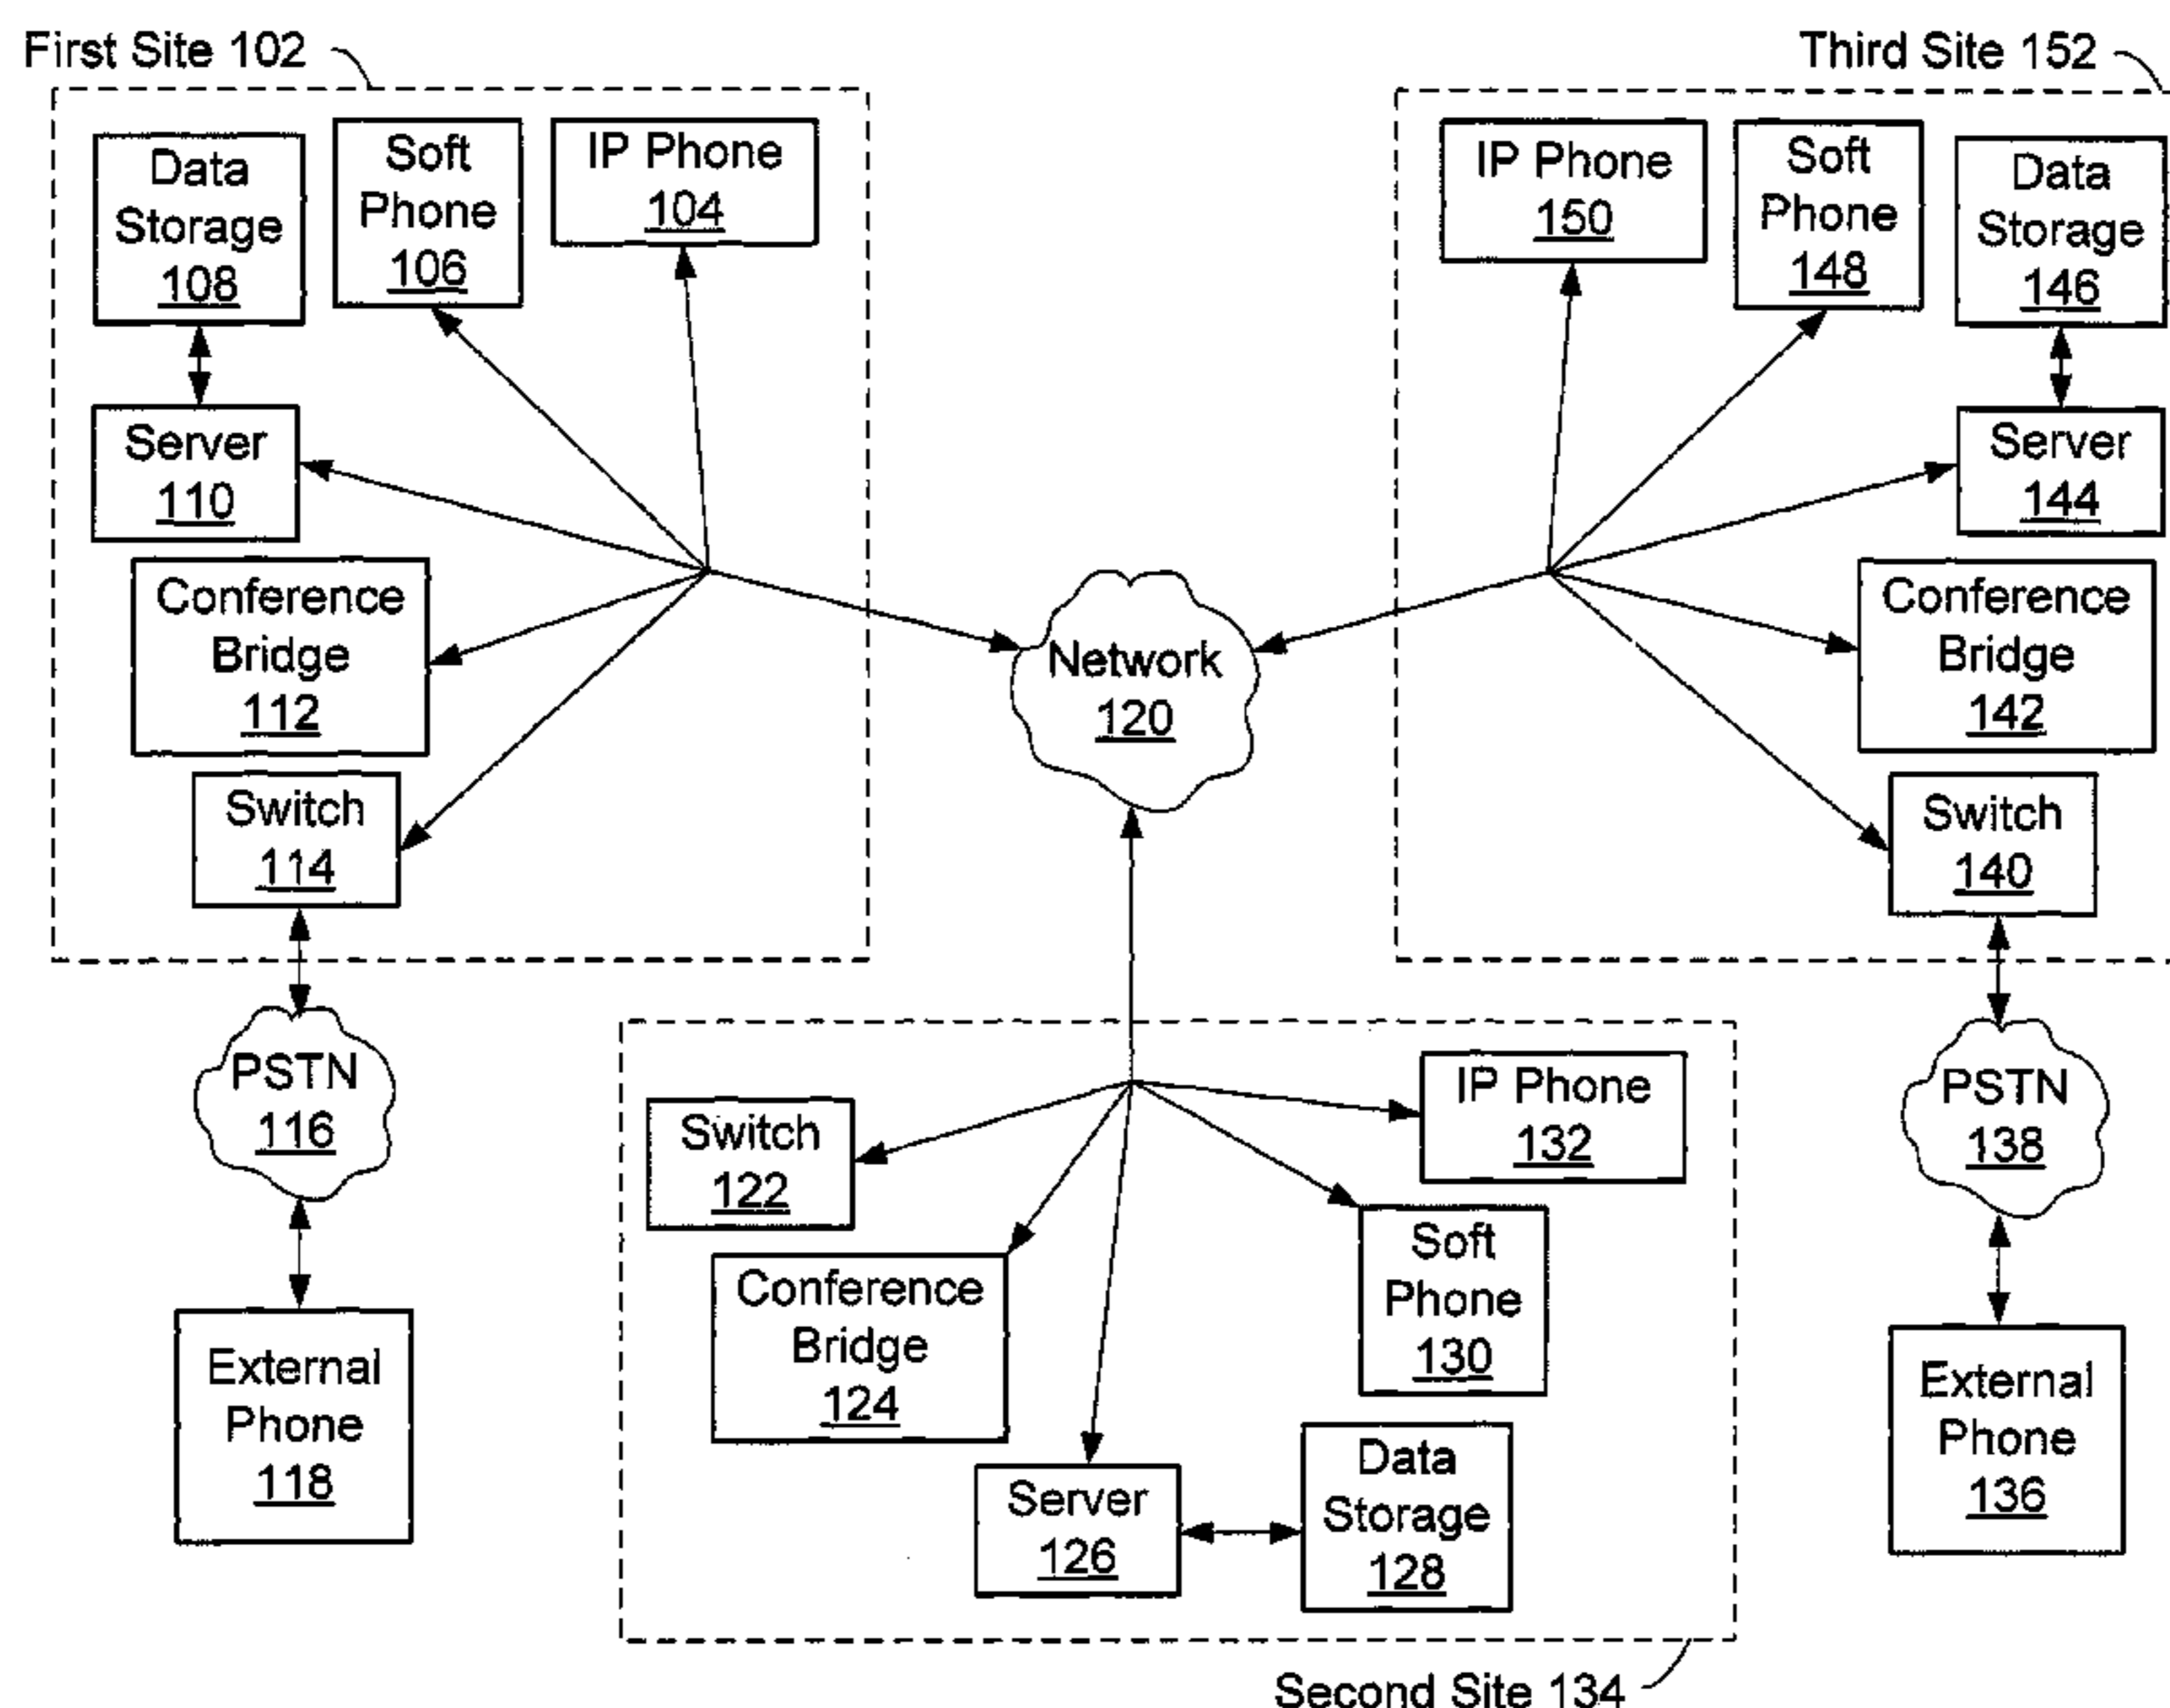 First Site 102
Third Site 152
Data
Storage
108
Soft
Phone
106
IP Phone
104
Server
110
Conference
Bridge
112
Switch
114
PSTN
116
External
Phone
118
Network
120
IP Phone
150
Soft
Phone
148
Data
Storage
146
Server
144
Conference
Bridge
142
Switch
140
PSTN
138
External
Phone
136
Switch
122
IP Phone
132
Conference
Bridge
124
Soft
Phone
130
Server
126
Data
Storage
128
Second Site 134